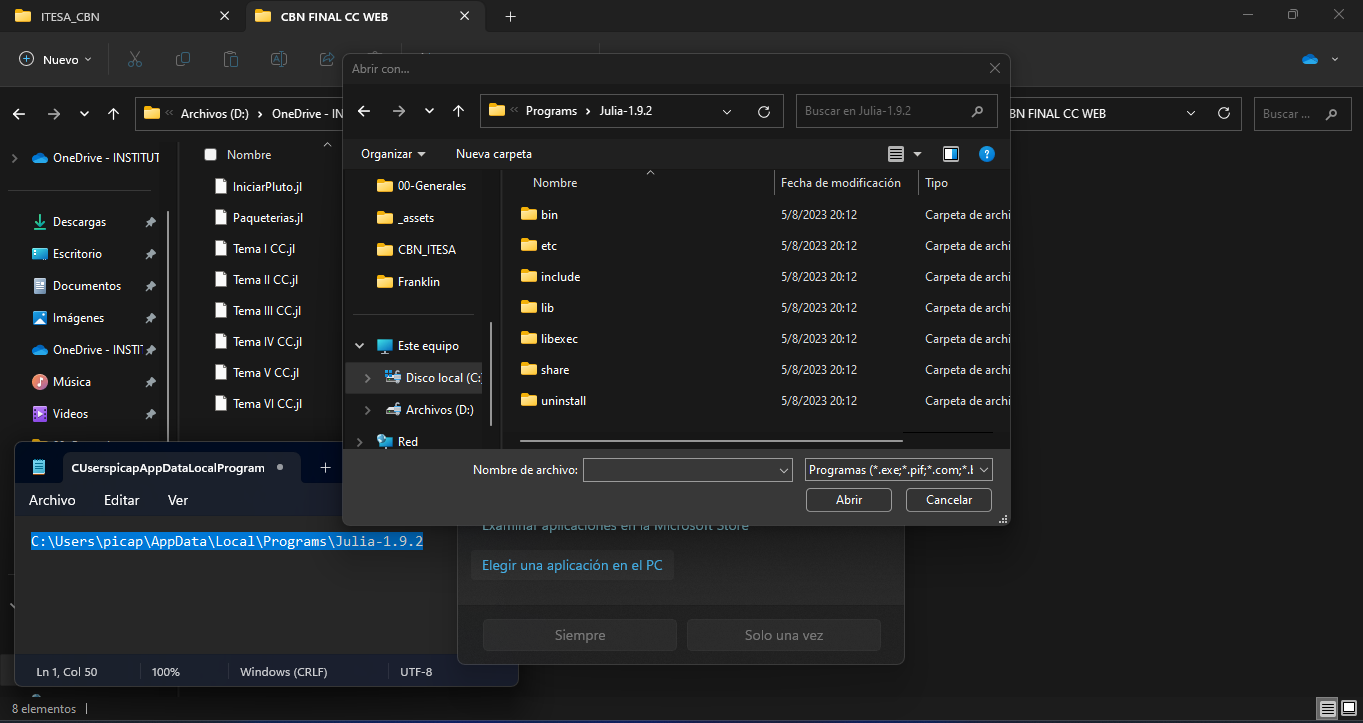 ITESA_CBN
CBN FINAL CC WEB
Nuevo
Archivos (D:)
OneDrive - IN
BN FINAL CC WEB
Buscar ...
OneDrive - INSTITUT
Descargas
Escritorio
Documentos
Imágenes
OneDrive - INSTIT
Música
Videos
Nombre
IniciarPluto.jl
Paqueterias.jl
Tema I CC.jl
Tema II CC.jl
Tema III CC.jl
Tema IV CC.jl
Tema V CC.jl
Tema VI CC.jl
Abrir con...
Programs
Julia-1.9.2
Buscar en Julia-1.9.2
Organizar
Nueva carpeta
00-Generales
_assets
CBN_ITESA
Franklin
Este equipo
Disco local (C:
Archivos (D:)
Red
Nombre Fecha de modificación Tipo
bin 5/8/2023 20:12 Carpeta de archi
etc 5/8/2023 20:12 Carpeta de archi
include 5/8/2023 20:12 Carpeta de archi
lib 5/8/2023 20:12 Carpeta de archi
libexec 5/8/2023 20:12 Carpeta de archi
share 5/8/2023 20:12 Carpeta de archi
uninstall 5/8/2023 20:12 Carpeta de archi
Nombre de archivo:
Programas (*.exe;*.pif;*.com;*.b
Abrir
Cancelar
Examinar aplicaciones en la Microsoft Store
Elegir una aplicación en el PC
Siempre
Solo una vez
CUserspicapAppDataLocalProgram
Archivo Editar Ver
C:\Users\picap\AppData\Local\Programs\Julia-1.9.2
Ln 1, Col 50
100%
Windows (CRLF)
UTF-8
8 elementos